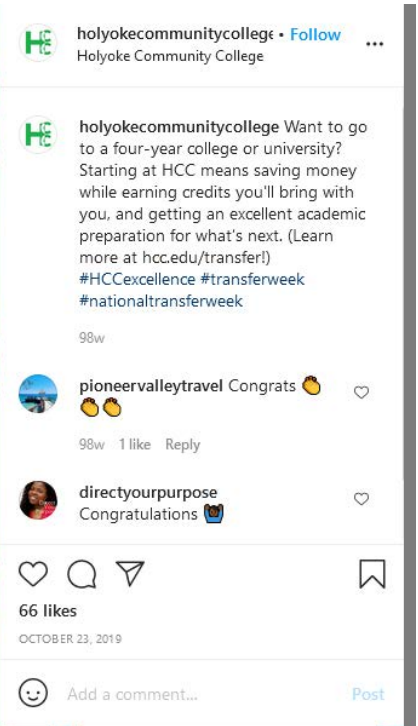 holyokecommunitycollege • Follow
Holyoke Community College
holyokecommunitycollege Want to go
to a four-year college or university?
Starting at HCC means saving money
while earning credits you'll bring with
you, and getting an excellent academic
preparation for what's next. (Learn
more at hcc.edu/transfer!)
#HCCexcellence #transferweek
#nationaltransferweek
98w
pioneervalleytravel Congrats 👏
👏👏
98w 1 like Reply
directyourpurpose
Congratulations 🙌🏿
66 likes
OCTOBER 23, 2019
Add a comment... Post